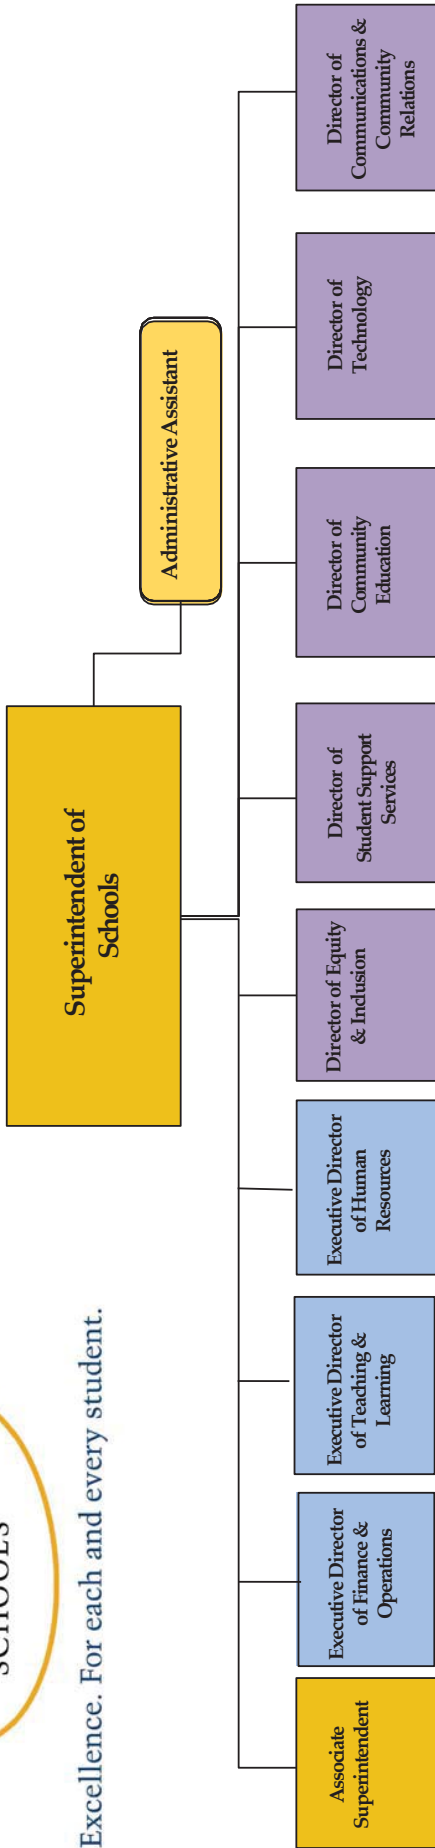 SCHOOLS
Excellence. For each and every student.
Superintendent of
Schools
Administrative Assistant
Associate
Superintendent
Executive Director
of Finance &
Operations
Executive Director
of Teaching &
Learning
Executive Director
of Human
Resources
Director of Equity
& Inclusion
Director of
Student Support
Services
Director of
Community
Education
Director of
Technology
Director of
Communications &
Community
Relations